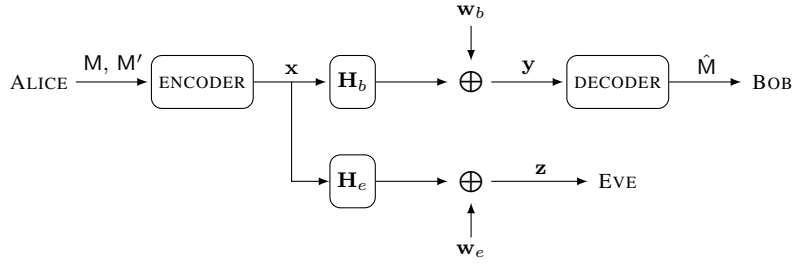 w_b
ALICE M, M′ ENCODER x H_b ⊕ y DECODER M̂ BOB
H_e ⊕ z EVE
w_e